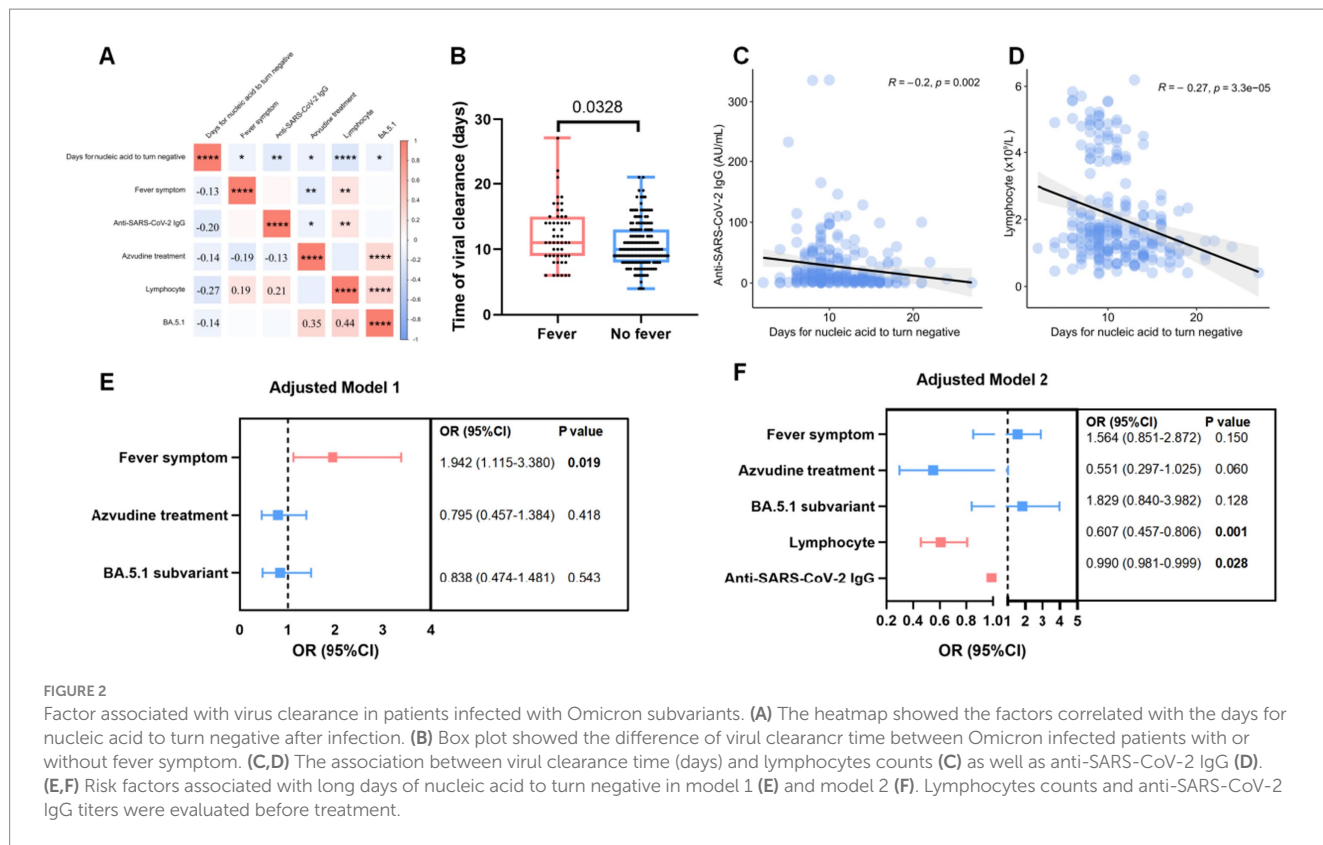 A
Days for nucleic acid to turn negative
Fever symptom
Anti-SARS-CoV-2 IgG
Azvudine treatment
Lymphocyte
bA.5.1
Days for nucleic acid to turn negative
**** * ** * **** *
Fever symptom
-0.13 **** ** **
Anti-SARS-CoV-2 IgG
-0.20 **** * **
Azvudine treatment
-0.14 -0.19 -0.13 **** ****
Lymphocyte
-0.27 0.19 0.21 **** ****
BA.5.1
-0.14 0.35 0.44 ****
1
0.8
0.6
0.4
0.2
0
-0.2
-0.4
-0.6
-0.8
-1
B
0.0328
Time of viral clearance (days)
30
20
10
0
Fever No fever
C
R = −0.2, p = 0.002
Anti-SARS-CoV-2 IgG (AU/mL)
300
200
100
0
10 20
Days for nucleic acid to turn negative
D
R = − 0.27, p = 3.3e−05
Lymphocyte (x10⁹/L)
6
4
2
0
10 20
Days for nucleic acid to turn negative
E
Adjusted Model 1
OR (95%CI) P value
Fever symptom 1.942 (1.115-3.380) 0.019
Azvudine treatment 0.795 (0.457-1.384) 0.418
BA.5.1 subvariant 0.838 (0.474-1.481) 0.543
0 1 2 3 4
OR (95%CI)
F
Adjusted Model 2
OR (95%CI) P value
Fever symptom 1.564 (0.851-2.872) 0.150
Azvudine treatment 0.551 (0.297-1.025) 0.060
BA.5.1 subvariant 1.829 (0.840-3.982) 0.128
Lymphocyte 0.607 (0.457-0.806) 0.001
Anti-SARS-CoV-2 IgG 0.990 (0.981-0.999) 0.028
0.2 0.4 0.6 0.8 1.0 1 2 3 4 5
OR (95%CI)
FIGURE 2
Factor associated with virus clearance in patients infected with Omicron subvariants. (A) The heatmap showed the factors correlated with the days for
nucleic acid to turn negative after infection. (B) Box plot showed the difference of virul clearancr time between Omicron infected patients with or
without fever symptom. (C,D) The association between virul clearance time (days) and lymphocytes counts (C) as well as anti-SARS-CoV-2 IgG (D).
(E,F) Risk factors associated with long days of nucleic acid to turn negative in model 1 (E) and model 2 (F). Lymphocytes counts and anti-SARS-CoV-2
IgG titers were evaluated before treatment.